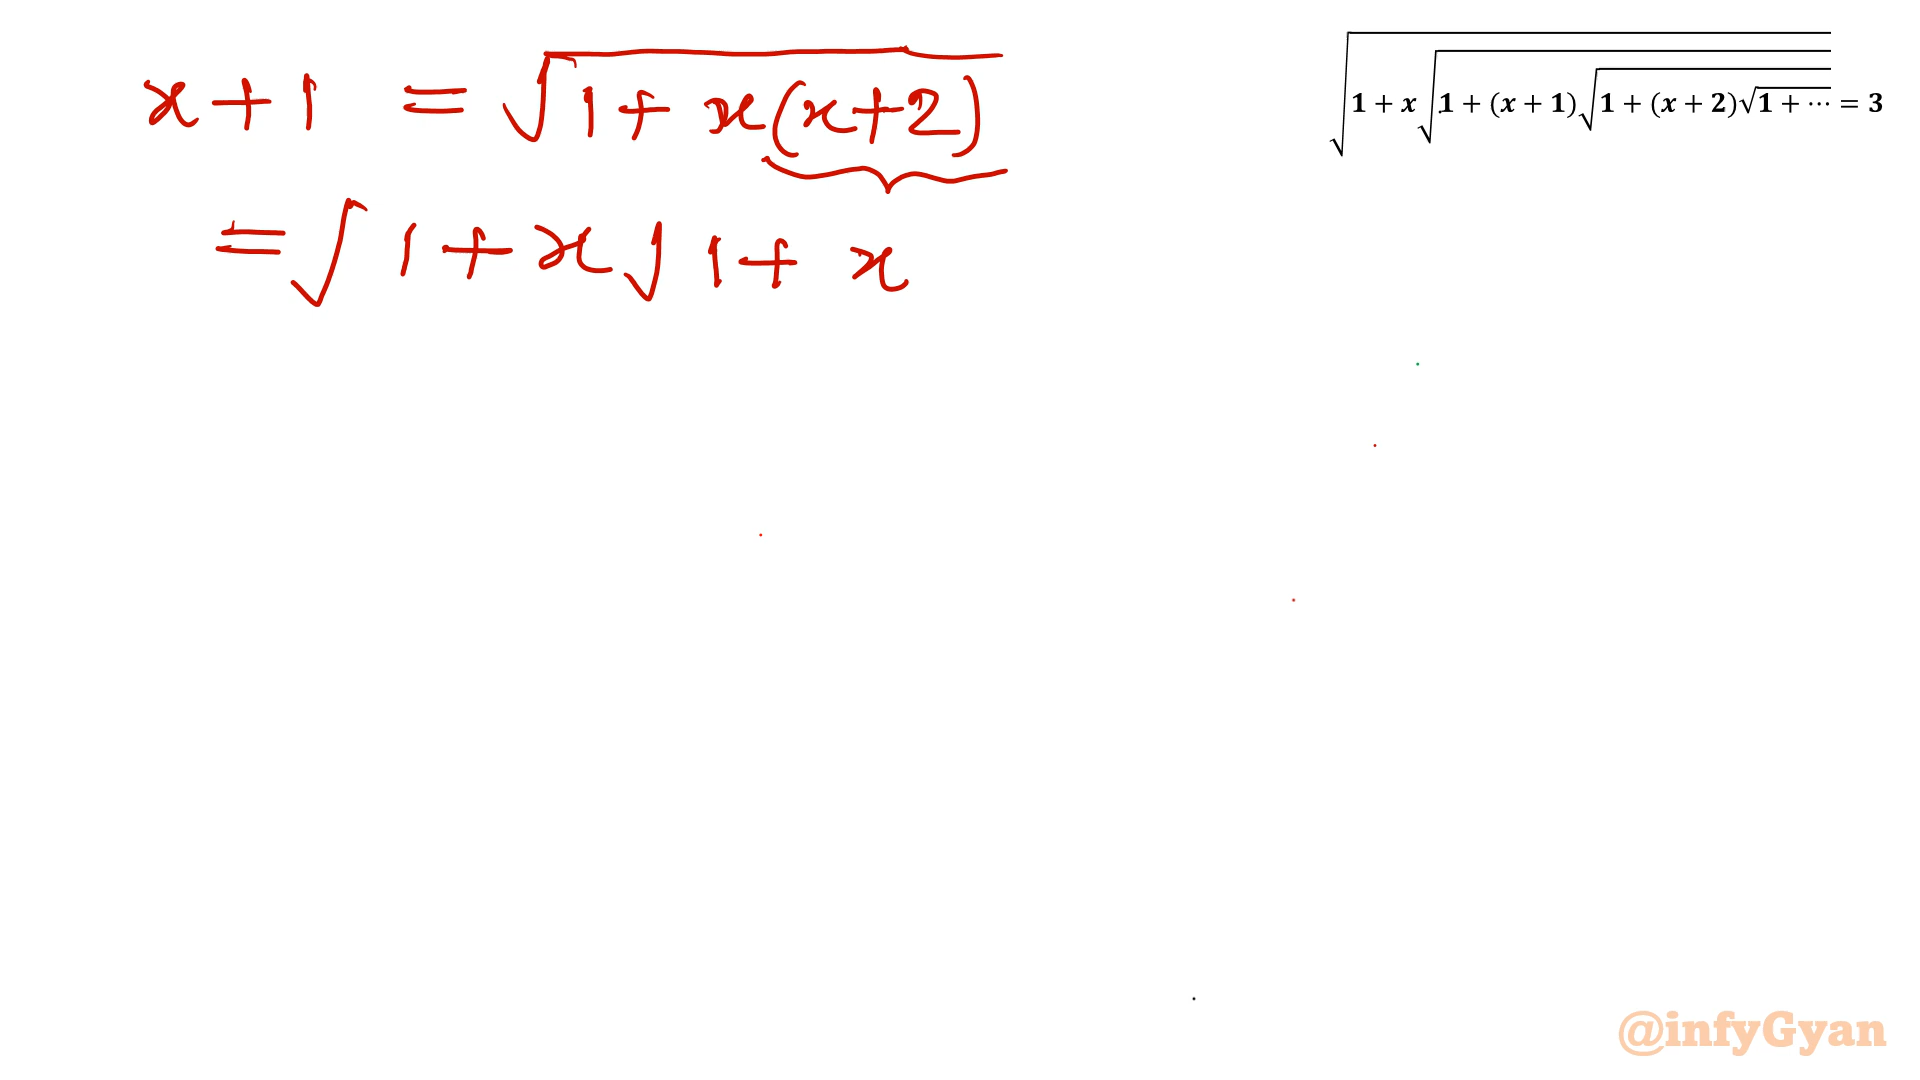 x + 1 = √(1 + x(x+2))
= √ 1 + x √ 1 + x
√(1 + x√(1 + (x + 1)√(1 + (x + 2)√(1 + ⋯)))) = 3
@infyGyan